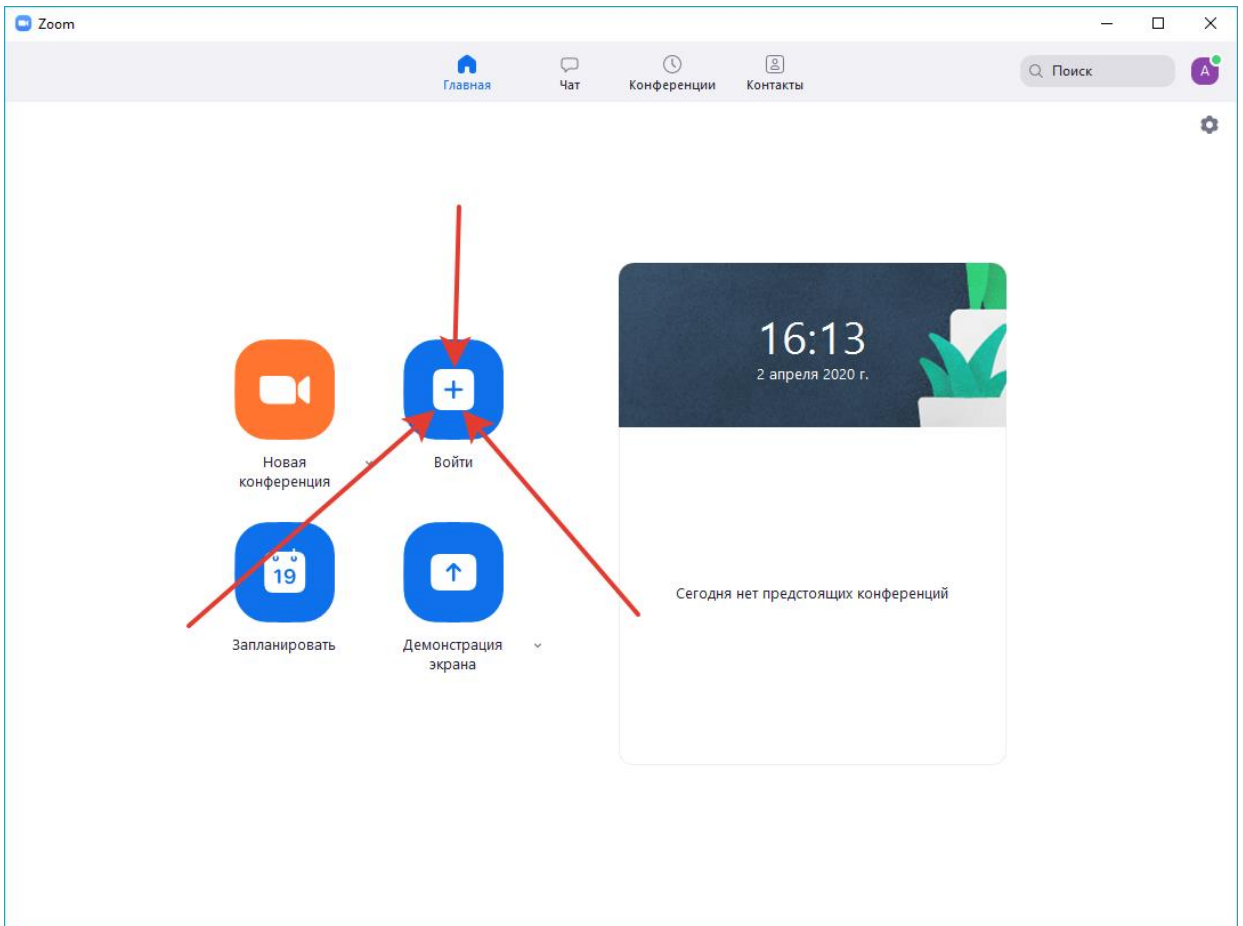 Zoom
Главная
Чат
Конференции
Контакты
Поиск
A
16:13
2 апреля 2020 г.
Новая
конференция
Войти
19
Запланировать
Демонстрация
экрана
Сегодня нет предстоящих конференций